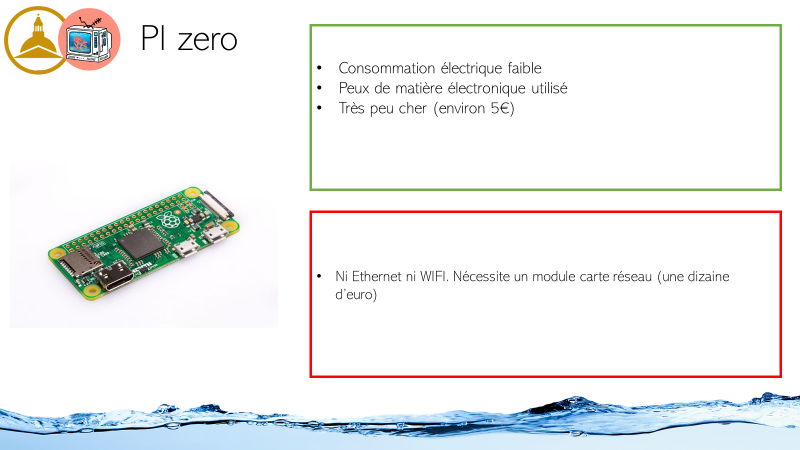 PI zero
• Consommation électrique faible
• Peux de matière électronique utilisé
• Très peu cher (environ 5€)
• Ni Ethernet ni WIFI. Nécessite un module carte réseau (une dizaine
d'euro)